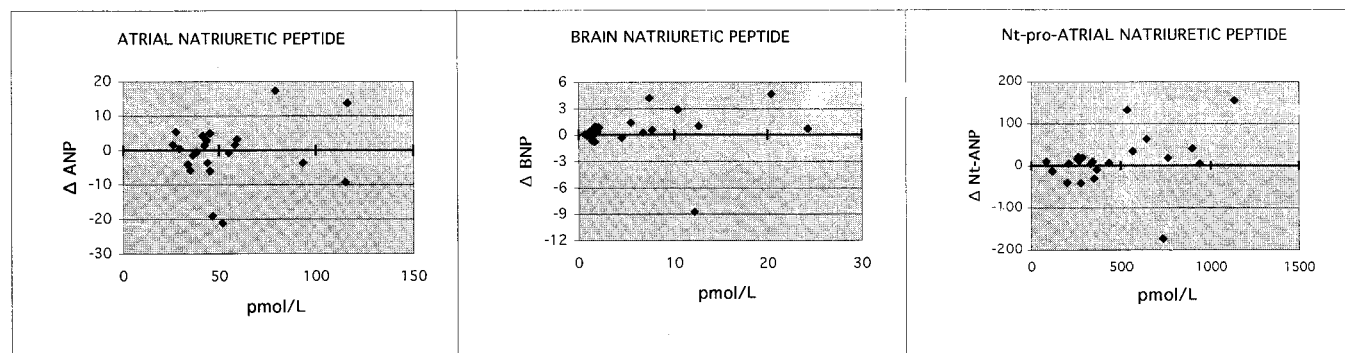 ATRIAL NATRIURETIC PEPTIDE
Δ ANP
20
10
0
-10
-20
-30
0 50 100 150
pmol/L
BRAIN NATRIURETIC PEPTIDE
Δ BNP
6
3
0
-3
-6
-9
-12
0 10 20 30
pmol/L
Nt-pro-ATRIAL NATRIURETIC PEPTIDE
Δ Nt-ANP
200
100
0
-100
-200
0 500 1000 1500
pmol/L